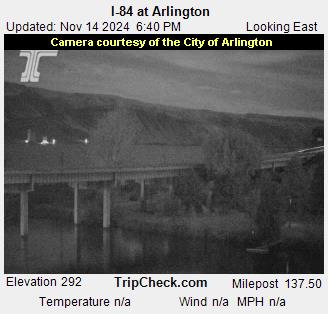 I-84 at Arlington
Updated: Nov 14 2024 6:40 PM Looking East
Camera courtesy of the City of Arlington
Elevation 292 TripCheck.com Milepost 137.50
Temperature n/a Wind n/a MPH n/a